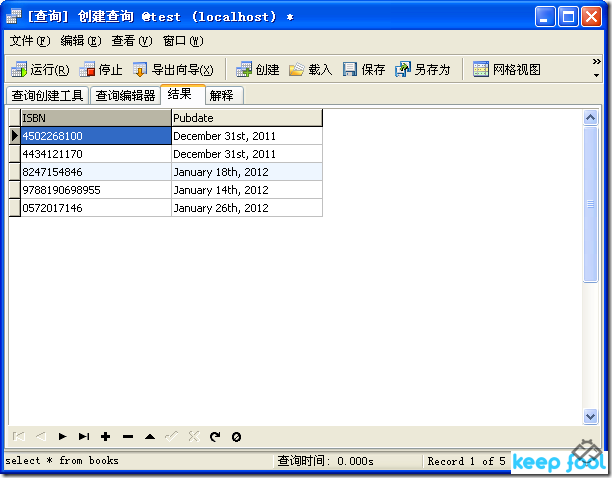 [查询] 创建查询 @test (localhost) *
文件(F) 编辑(E) 查看(V) 窗口(W)
运行(R) 停止 导出向导(X) 创建 载入 保存 另存为 网格视图
查询创建工具 查询编辑器 结果 解释
ISBN Pubdate
4502268100 December 31st, 2011
4434121170 December 31st, 2011
8247154846 January 18th, 2012
9788190698955 January 14th, 2012
0572017146 January 26th, 2012
select * from books 查询时间: 0.000s Record 1 of 5
keep fool